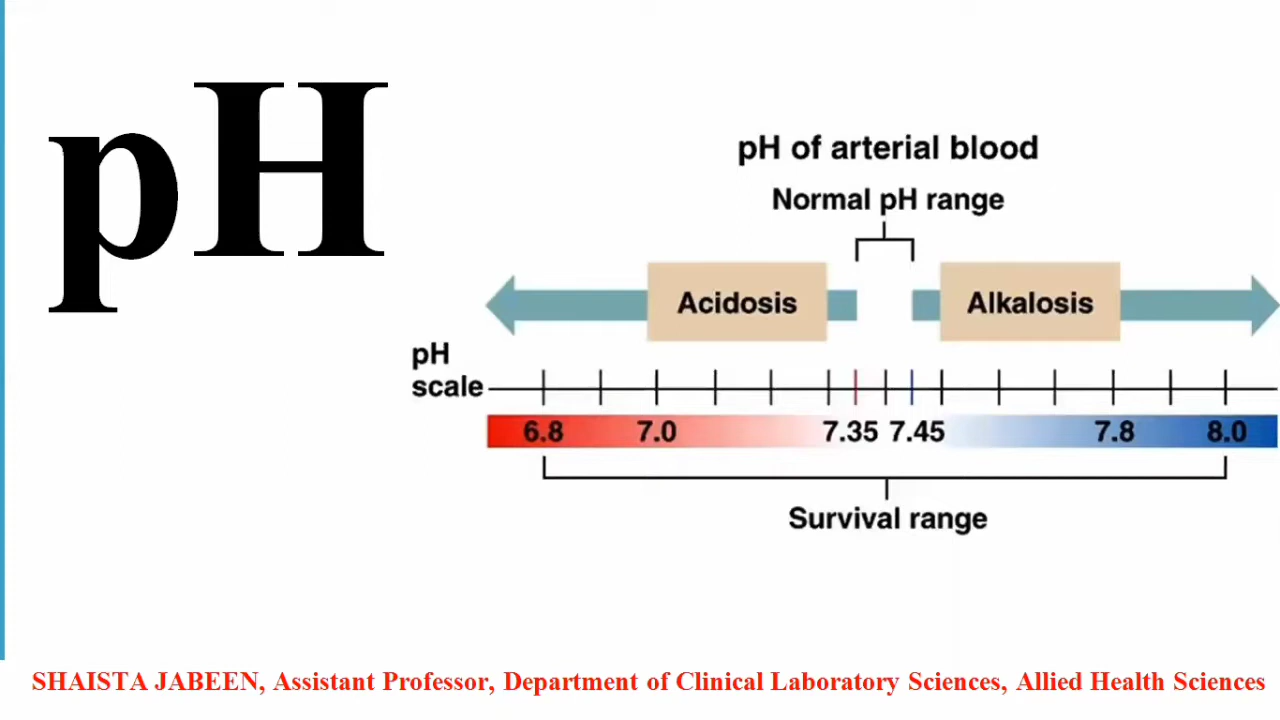 pH
pH of arterial blood
Normal pH range
Acidosis
Alkalosis
pH
scale
6.8 7.0 7.35 7.45 7.8 8.0
Survival range
SHAISTA JABEEN, Assistant Professor, Department of Clinical Laboratory Sciences, Allied Health Sciences